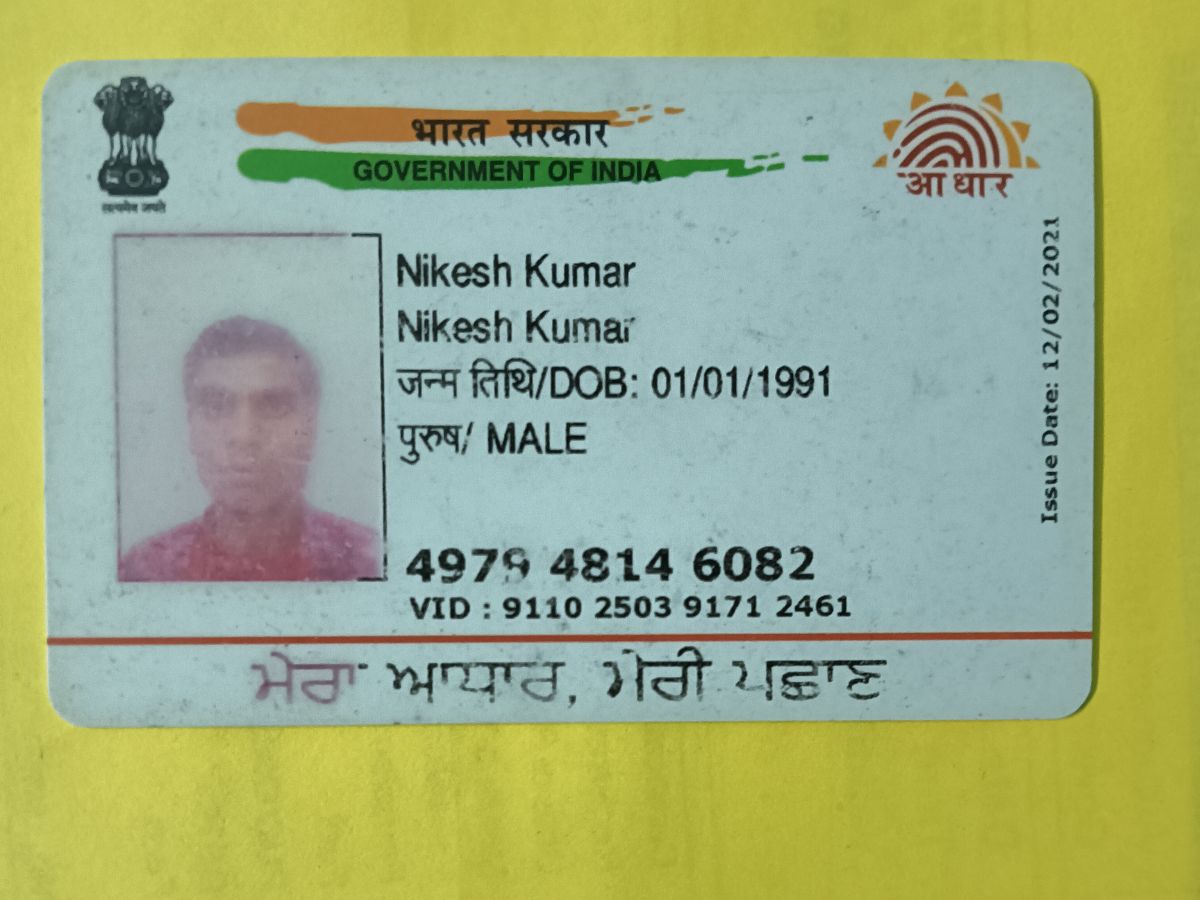 भारत सरकार
GOVERNMENT OF INDIA
सत्यमेव जयते
आधार
Nikesh Kumar
Nikesh Kumar
जन्म तिथि/DOB: 01/01/1991
पुरुष/ MALE
Issue Date: 12/02/2021
4979 4814 6082
VID : 9110 2503 9171 2461
ਮੇਰਾ ਆਧਾਰ, ਮੇਰੀ ਪਛਾਣ